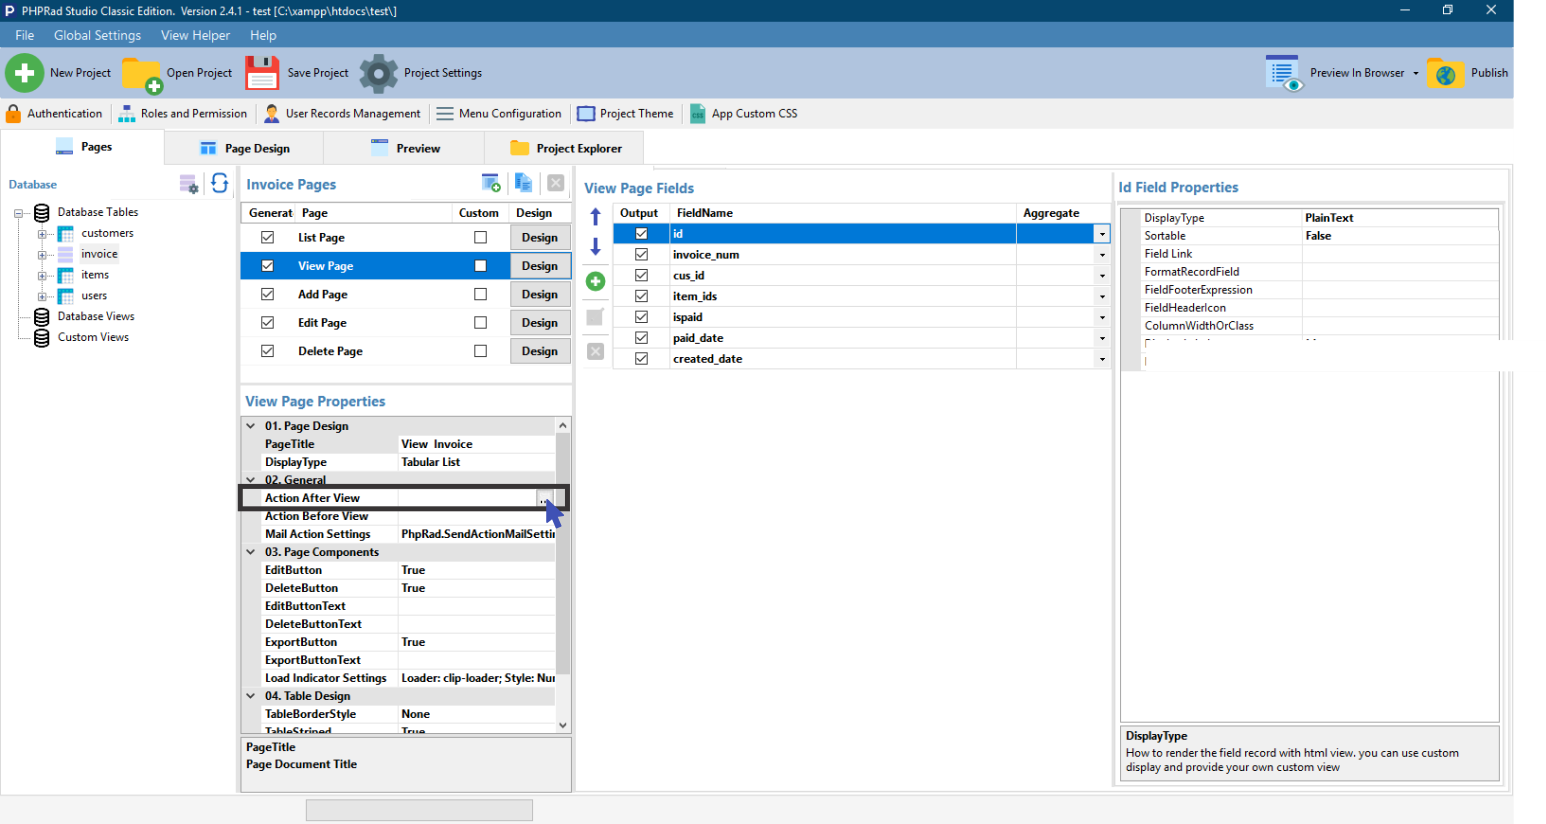 PHPRad Studio Classic Edition. Version 2.4.1 - test [C:\xampp\htdocs\test\]
File Global Settings View Helper Help
New Project Open Project Save Project Project Settings Preview In Browser Publish
Authentication Roles and Permission User Records Management Menu Configuration Project Theme App Custom CSS
Pages Page Design Preview Project Explorer
Database
Database Tables
customers
invoice
items
users
Database Views
Custom Views
Invoice Pages
Generat Page Custom Design
List Page Design
View Page Design
Add Page Design
Edit Page Design
Delete Page Design
View Page Properties
01. Page Design
PageTitle View Invoice
DisplayType Tabular List
02. General
Action After View ...
Action Before View
Mail Action Settings PhpRad.SendActionMailSettin
03. Page Components
EditButton True
DeleteButton True
EditButtonText
DeleteButtonText
ExportButton True
ExportButtonText
Load Indicator Settings Loader: clip-loader; Style: Nur
04. Table Design
TableBorderStyle None
TableStriped True
PageTitle
Page Document Title
View Page Fields
Output FieldName Aggregate
id
invoice_num
cus_id
item_ids
ispaid
paid_date
created_date
Id Field Properties
DisplayType PlainText
Sortable False
Field Link
FormatRecordField
FieldFooterExpression
FieldHeaderIcon
ColumnWidthOrClass
DisplayType
How to render the field record with html view. you can use custom
display and provide your own custom view